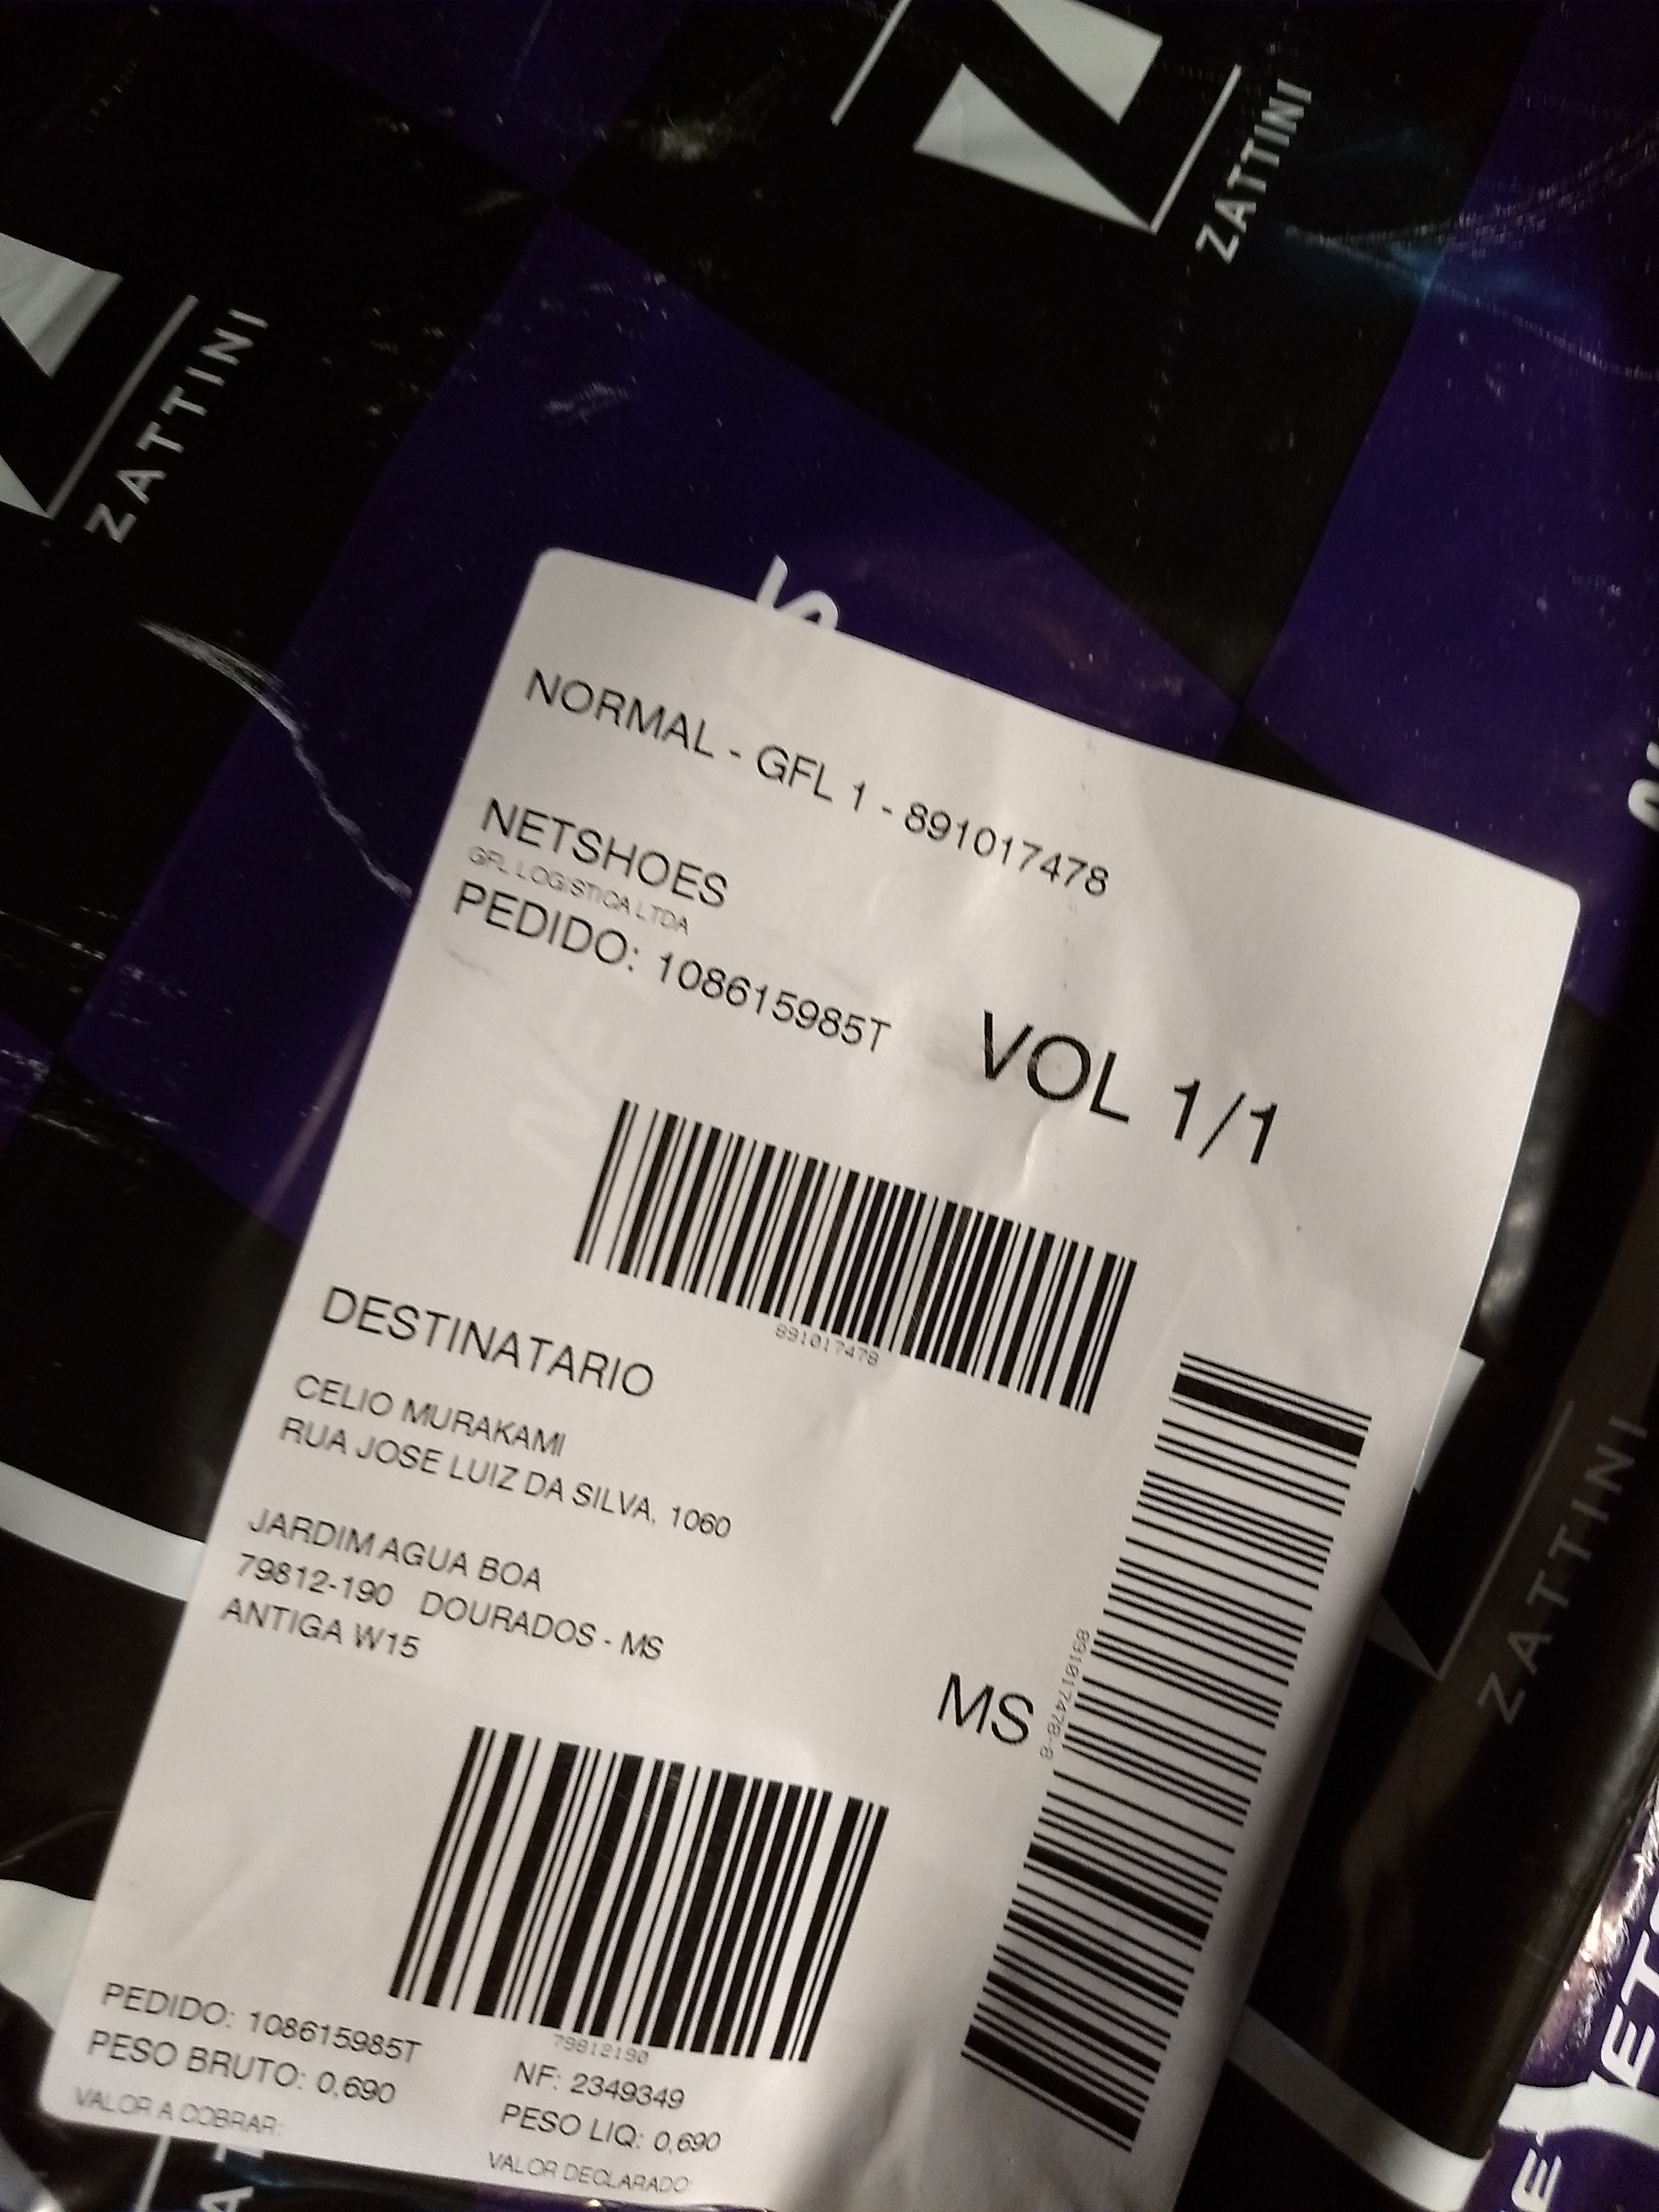 ZATTINI
ZATTINI
NORMAL - GFL 1 - 891017478
NETSHOES
GFL LOGISTICA LTDA
PEDIDO: 108615985T
VOL 1/1
891017478
DESTINATARIO
CELIO MURAKAMI
RUA JOSE LUIZ DA SILVA, 1060
JARDIM AGUA BOA
79812-190 DOURADOS - MS
ANTIGA W15
MS
891017478-8
ZATTINI
79812190
PEDIDO: 108615985T
NF: 2349349
PESO BRUTO: 0,690
PESO LIQ: 0,690
VALOR A COBRAR:
VALOR DECLARADO: